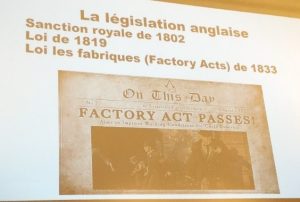 La législation anglaise
Sanction royale de 1802
Loi de 1819
Loi les fabriques (Factory Acts) de 1833
On This Day
FACTORY ACT PASSES!